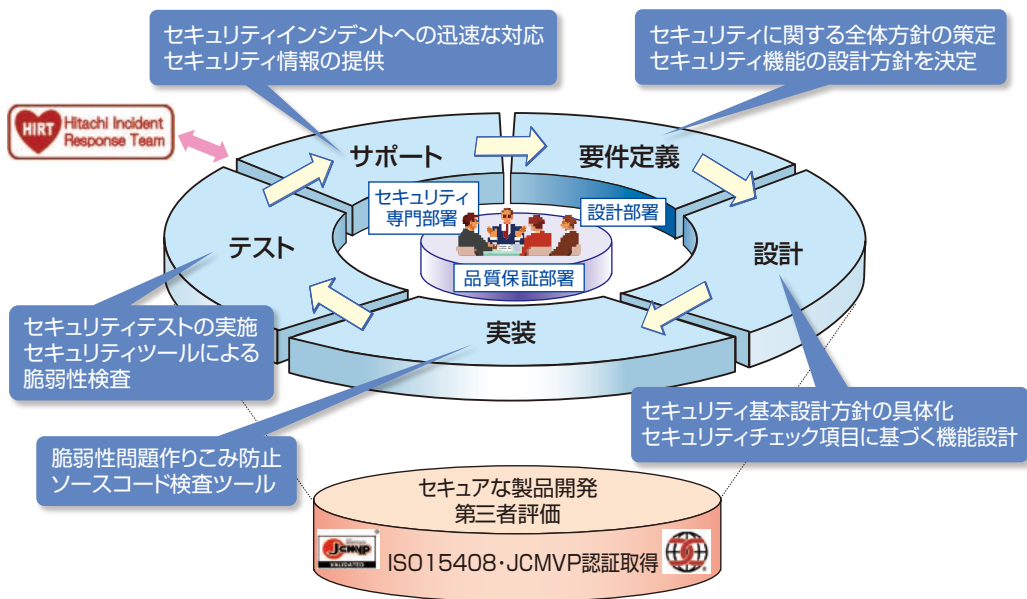 セキュリティインシデントへの迅速な対応
セキュリティ情報の提供
セキュリティに関する全体方針の策定
セキュリティ機能の設計方針を決定
HIRT
Hitachi Incident
Response Team
サポート
要件定義
セキュリティ
専門部署
設計部署
テスト
設計
品質保証部署
セキュリティテストの実施
セキュリティツールによる
脆弱性検査
実装
セキュリティ基本設計方針の具体化
セキュリティチェック項目に基づく機能設計
脆弱性問題作りこみ防止
ソースコード検査ツール
セキュアな製品開発
第三者評価
JCMVP
VALIDATED
ISO15408・JCMVP認証取得